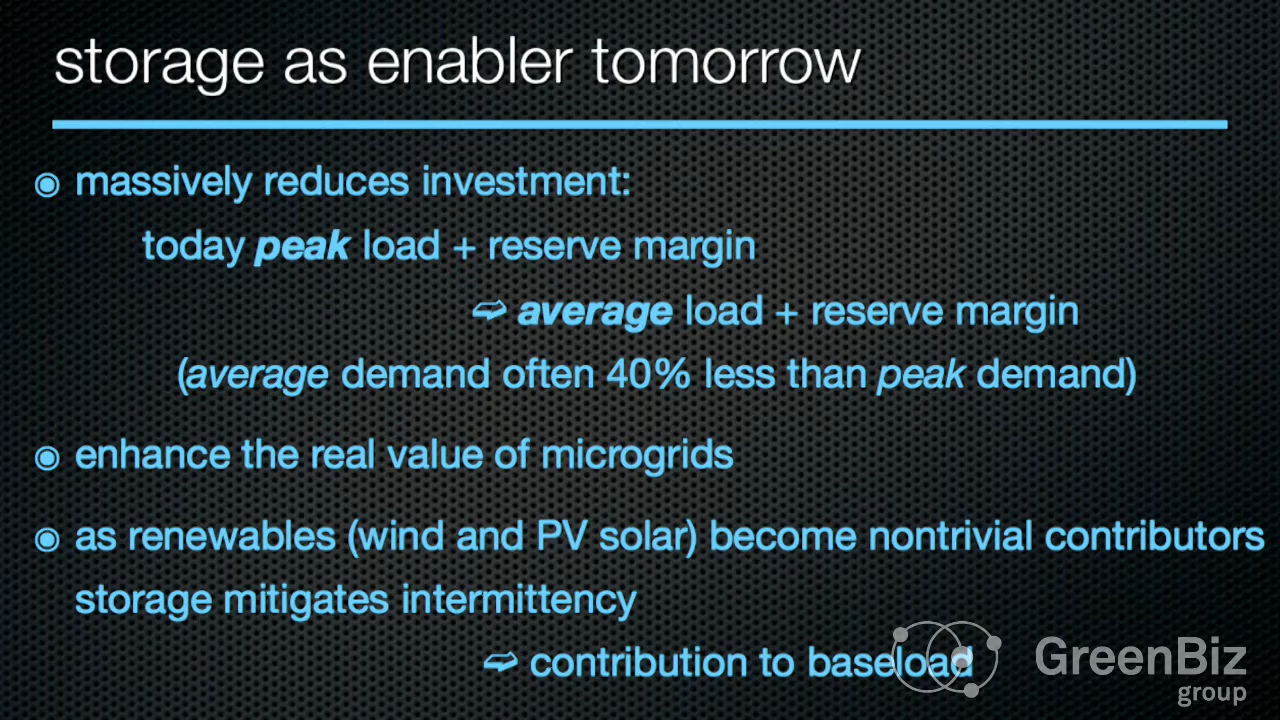 storage as enabler tomorrow
◉ massively reduces investment:
today peak load + reserve margin
➫ average load + reserve margin
(average demand often 40% less than peak demand)
◉ enhance the real value of microgrids
◉ as renewables (wind and PV solar) become nontrivial contributors
storage mitigates intermittency
➫ contribution to baseload
GreenBiz
group